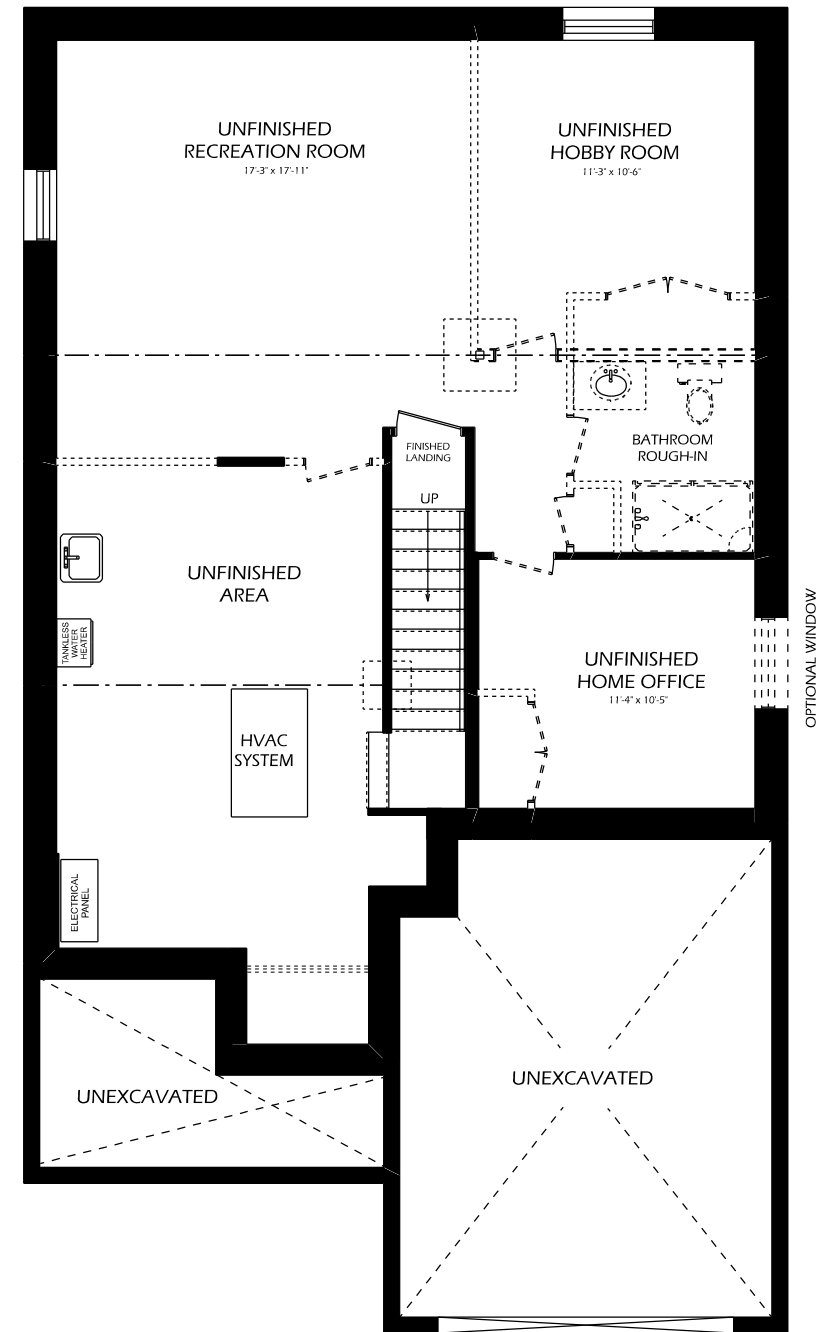 UNFINISHED
RECREATION ROOM
17'-3" x 17'-11"
UNFINISHED
HOBBY ROOM
11'-3" x 10'-6"
BATHROOM
ROUGH-IN
FINISHED
LANDING
UP
UNFINISHED
AREA
TANKLESS
WATER
HEATER
UNFINISHED
HOME OFFICE
11'-4" x 10'-5"
OPTIONAL WINDOW
HVAC
SYSTEM
ELECTRICAL
PANEL
UNEXCAVATED
UNEXCAVATED